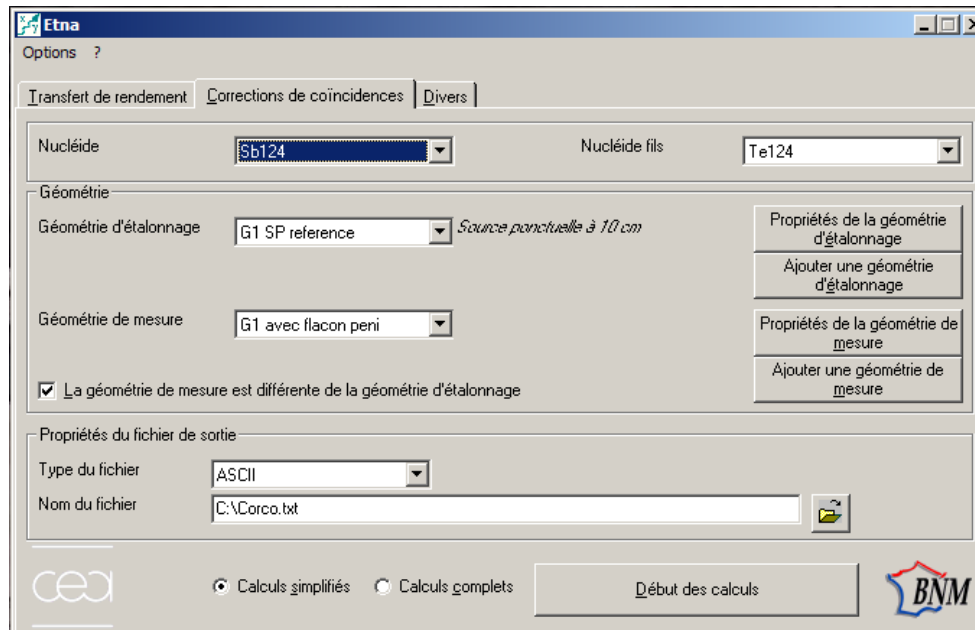 Etna
Options ?
Transfert de rendement Corrections de coïncidences Divers
Nucléide Sb124 Nucléide fils Te124
Géométrie
Géométrie d'étalonnage G1 SP reference Source ponctuelle à 10 cm Propriétés de la géométrie
d'étalonnage
Ajouter une géométrie
d'étalonnage
Géométrie de mesure G1 avec flacon peni Propriétés de la géométrie de
mesure
Ajouter une géométrie de
mesure
La géométrie de mesure est différente de la géométrie d'étalonnage
Propriétés du fichier de sortie
Type du fichier ASCII
Nom du fichier C:\Corco.txt
cea Calculs simplifiés Calculs complets Début des calculs BNM